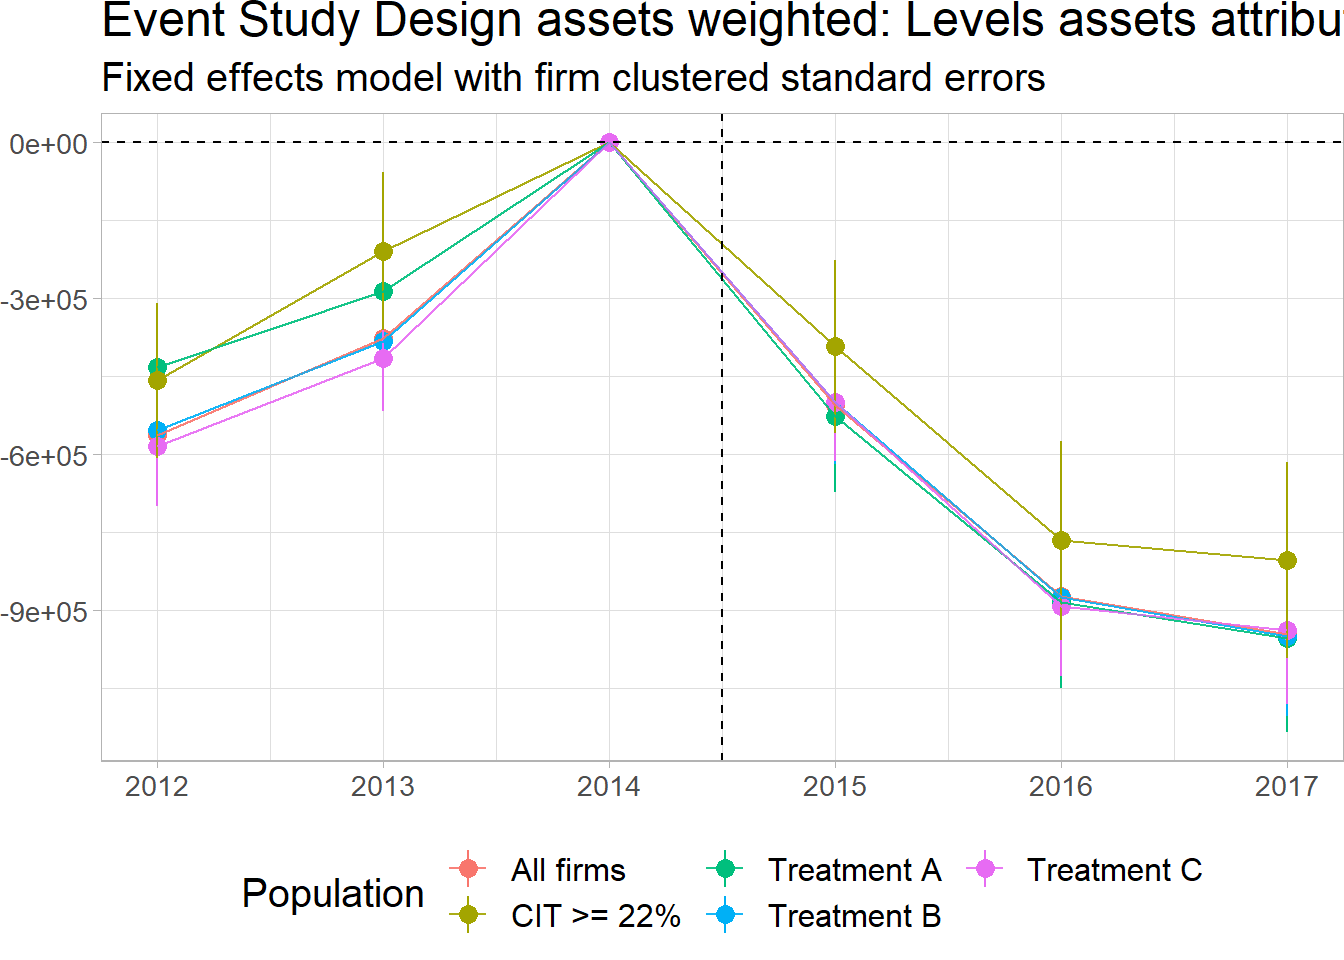 Event Study Design assets weighted: Levels assets attribu
Fixed effects model with firm clustered standard errors
0e+00
-3e+05
-6e+05
-9e+05
2012 2013 2014 2015 2016 2017
Population
All firms Treatment A Treatment C
CIT >= 22% Treatment B